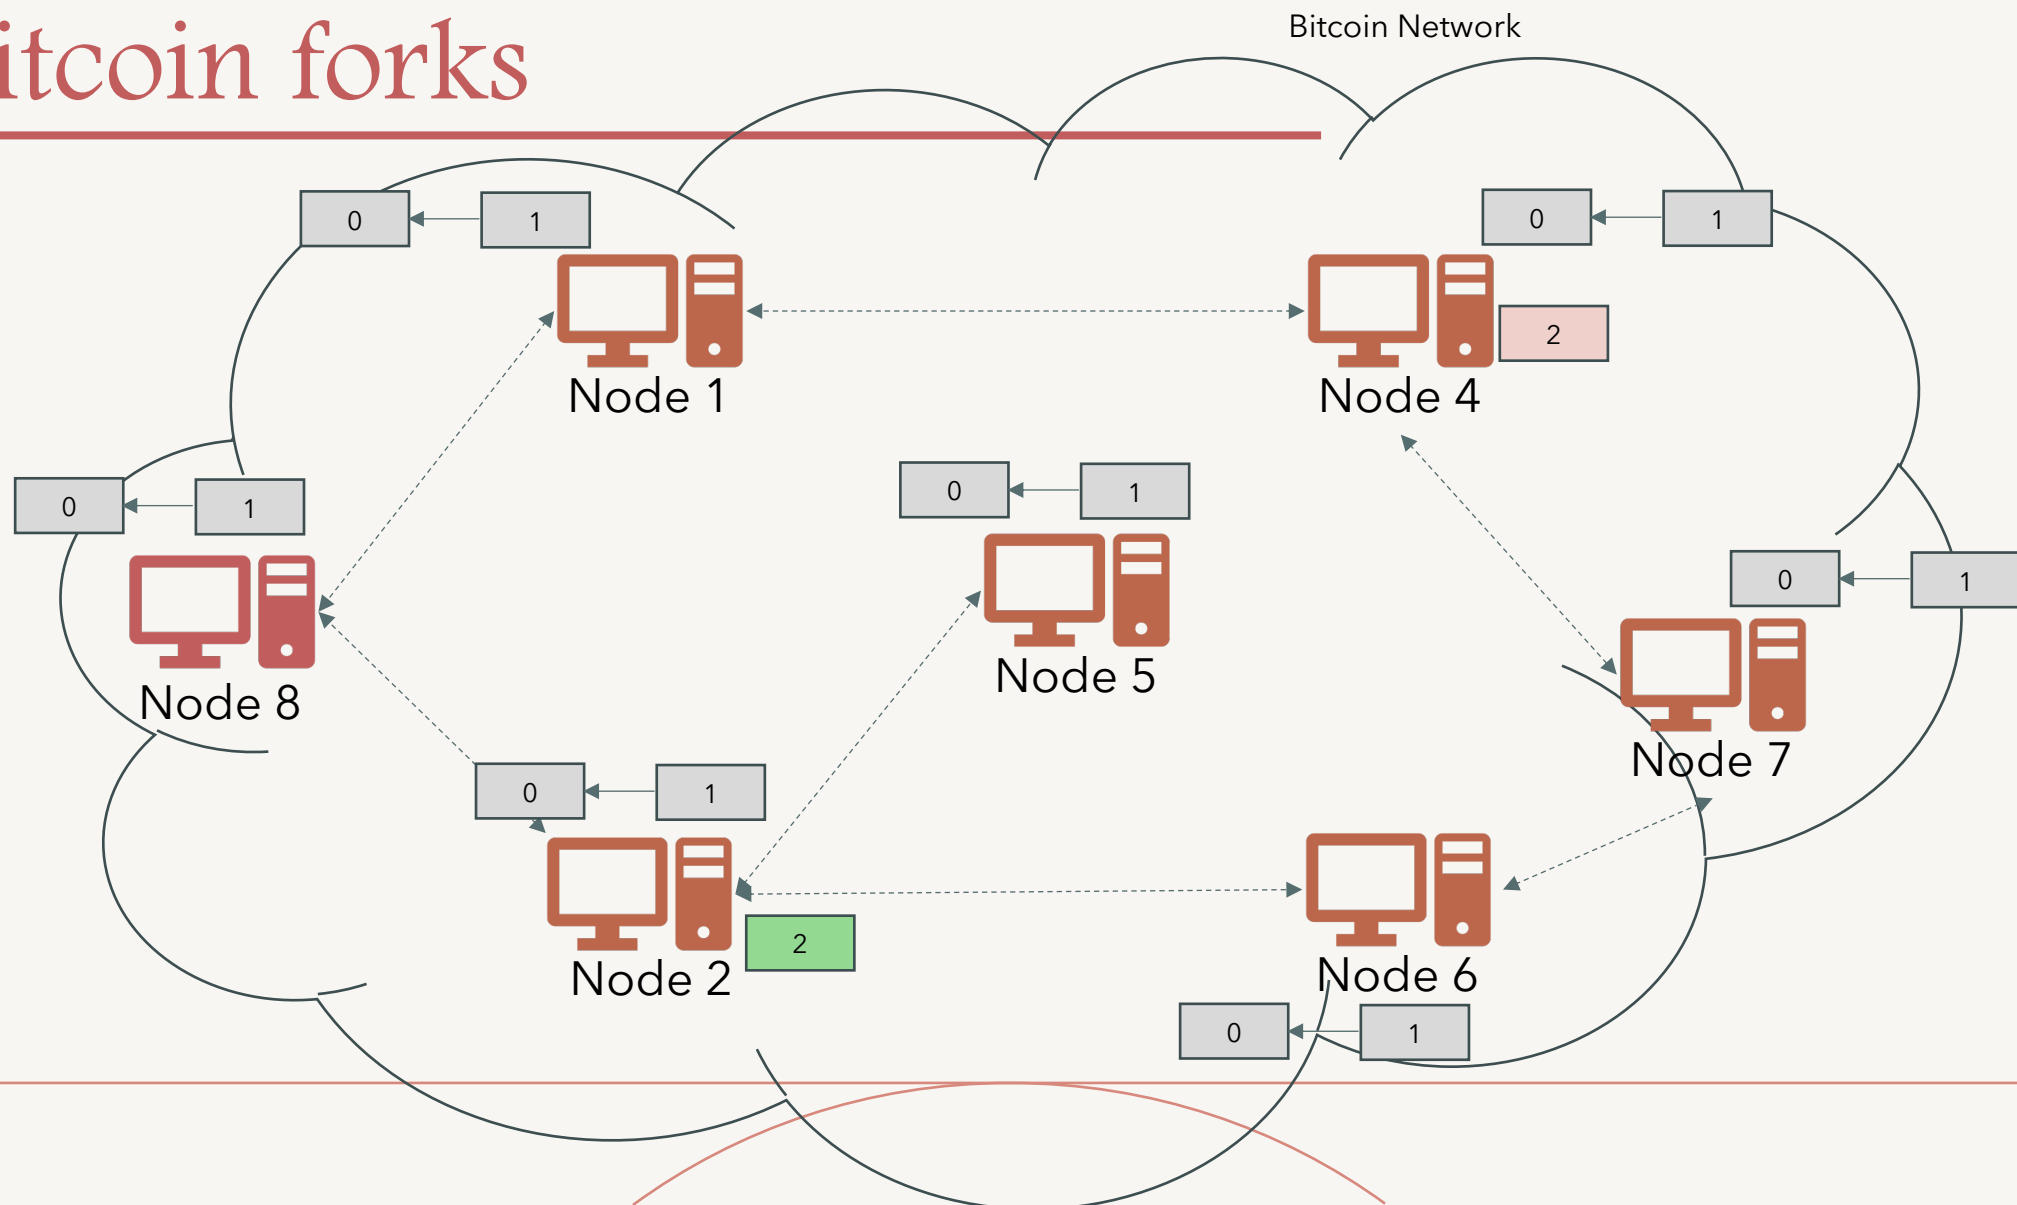 itcoin forks
Bitcoin Network
0 1
0 1
2
Node 1
Node 4
0 1
0 1
0 1
Node 5
Node 8
Node 7
0 1
2
Node 2
Node 6
0 1